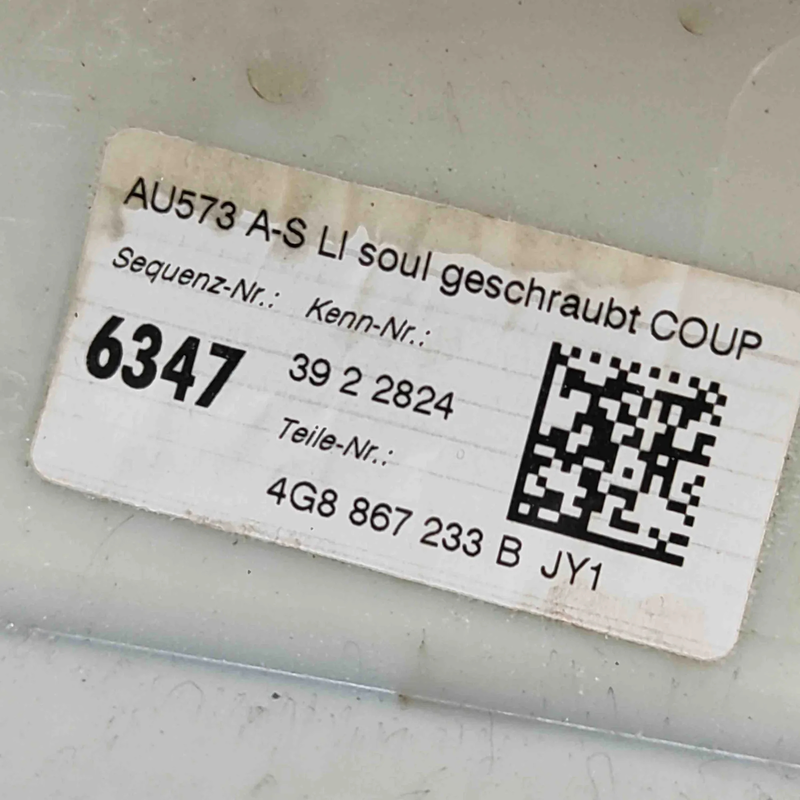 AU573 A-S LI soul geschraubt COUP
Sequenz-Nr.: Kenn-Nr.:
6347 39 2 2824
Teile-Nr.:
4G8 867 233 B JY1